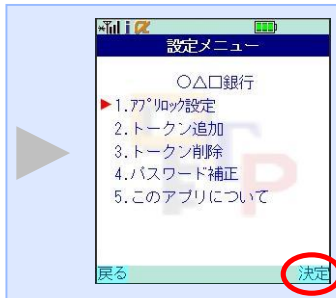 設定メニュー
○△□銀行
1.アプリロック設定
2.トークン追加
3.トークン削除
4.パスワード補正
5.このアプリについて
戻る
決定